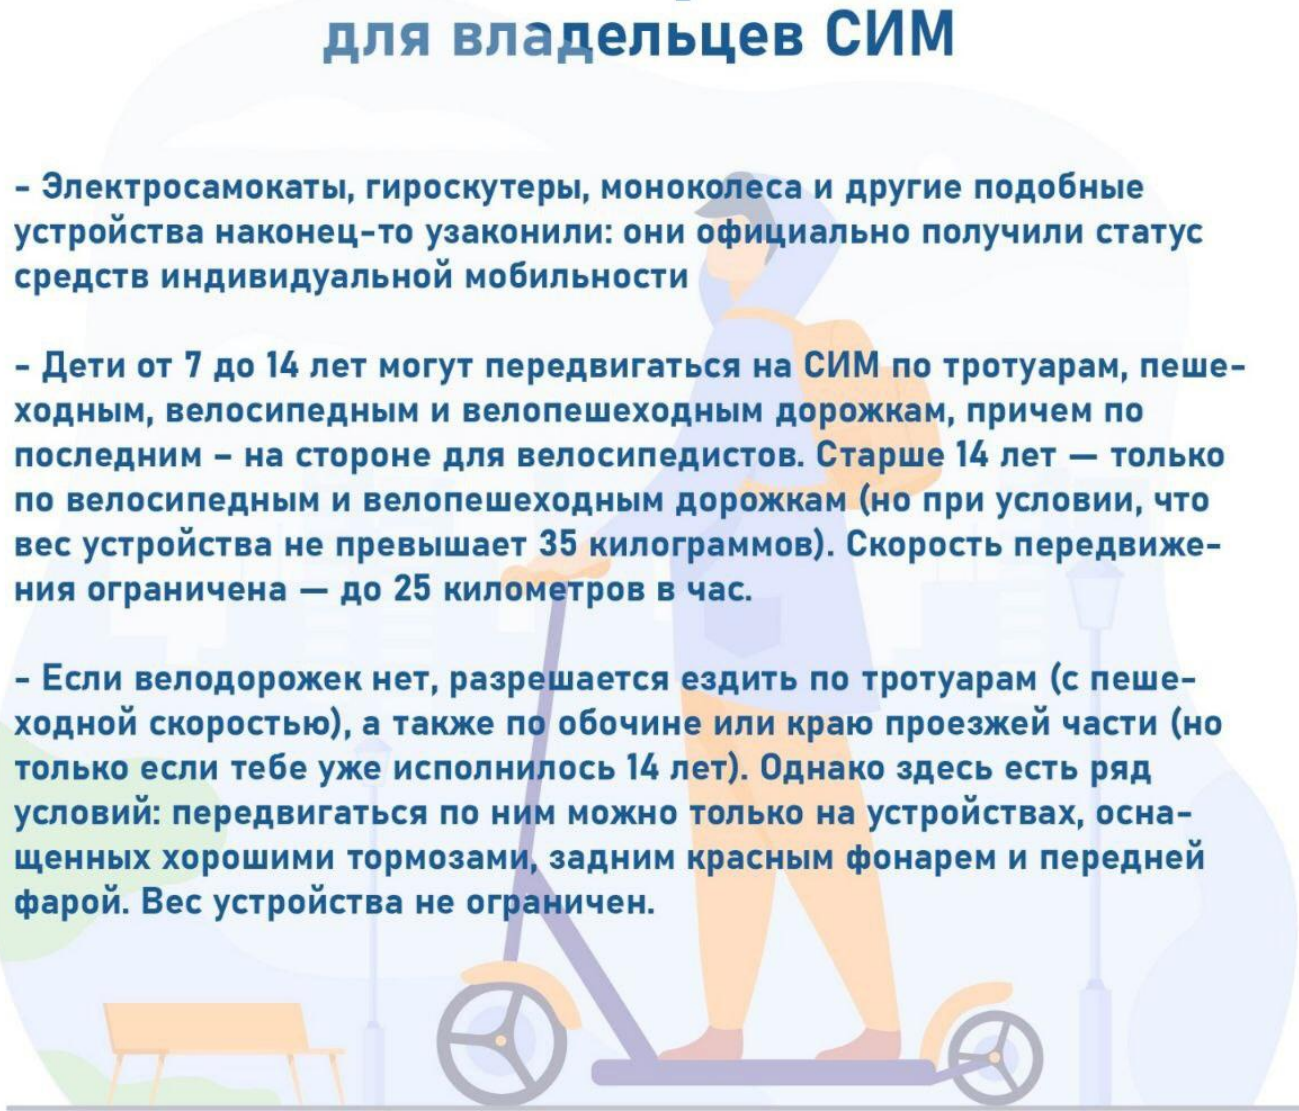 для владельцев СИМ
- Электросамокаты, гироскутеры, моноколеса и другие подобные
устройства наконец-то узаконили: они официально получили статус
средств индивидуальной мобильности
- Дети от 7 до 14 лет могут передвигаться на СИМ по тротуарам, пеше-
ходным, велосипедным и велопешеходным дорожкам, причем по
последним – на стороне для велосипедистов. Старше 14 лет — только
по велосипедным и велопешеходным дорожкам (но при условии, что
вес устройства не превышает 35 килограммов). Скорость передвиже-
ния ограничена — до 25 километров в час.
- Если велодорожек нет, разрешается ездить по тротуарам (с пеше-
ходной скоростью), а также по обочине или краю проезжей части (но
только если тебе уже исполнилось 14 лет). Однако здесь есть ряд
условий: передвигаться по ним можно только на устройствах, осна-
щенных хорошими тормозами, задним красным фонарем и передней
фарой. Вес устройства не ограничен.